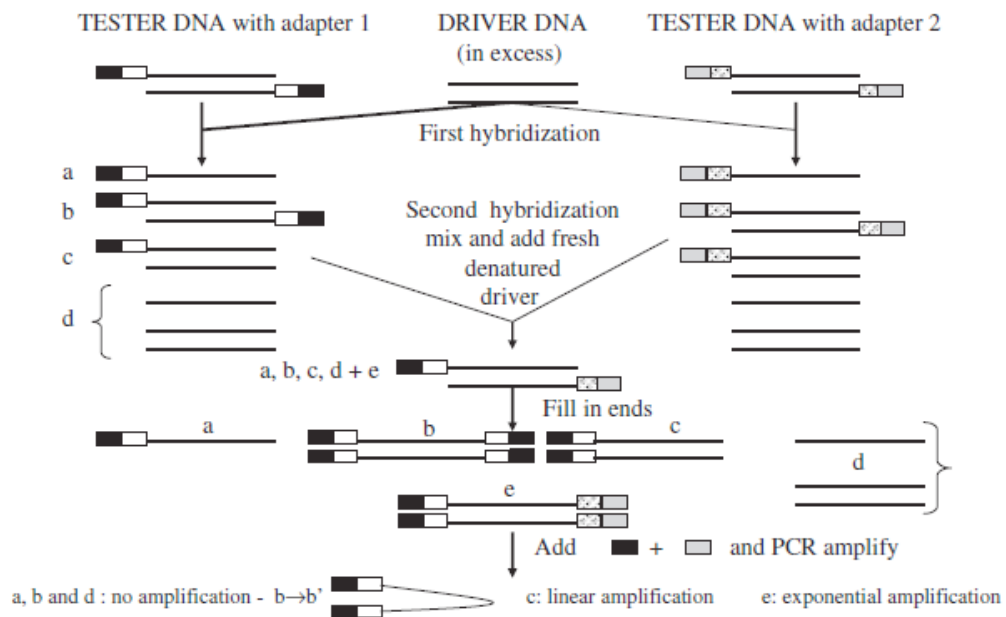 TESTER DNA with adapter 1
DRIVER DNA
(in excess)
TESTER DNA with adapter 2
First hybridization
a
b
c
d
Second hybridization
mix and add fresh
denatured
driver
a, b, c, d + e
Fill in ends
a
b
c
d
e
Add + and PCR amplify
a, b and d : no amplification - b→b'
c: linear amplification
e: exponential amplification